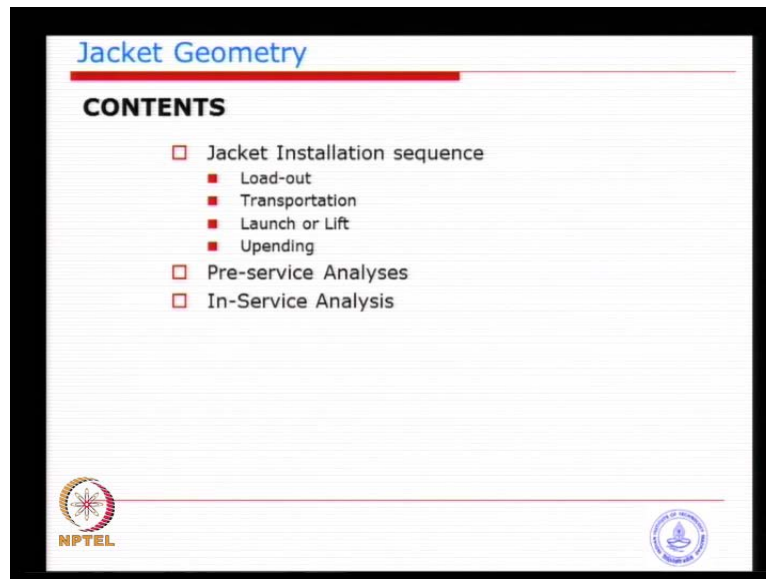 Jacket Geometry
CONTENTS
Jacket Installation sequence
Load-out
Transportation
Launch or Lift
Upending
Pre-service Analyses
In-Service Analysis
NPTEL